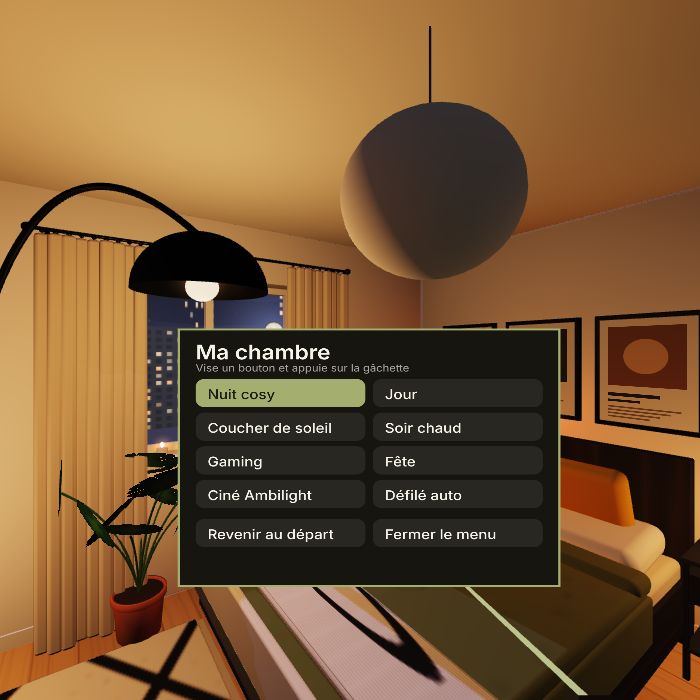 Ma chambre
Vise un bouton et appuie sur la gâchette
Nuit cosy
Jour
Coucher de soleil
Soir chaud
Gaming
Fête
Ciné Ambilight
Défilé auto
Revenir au départ
Fermer le menu